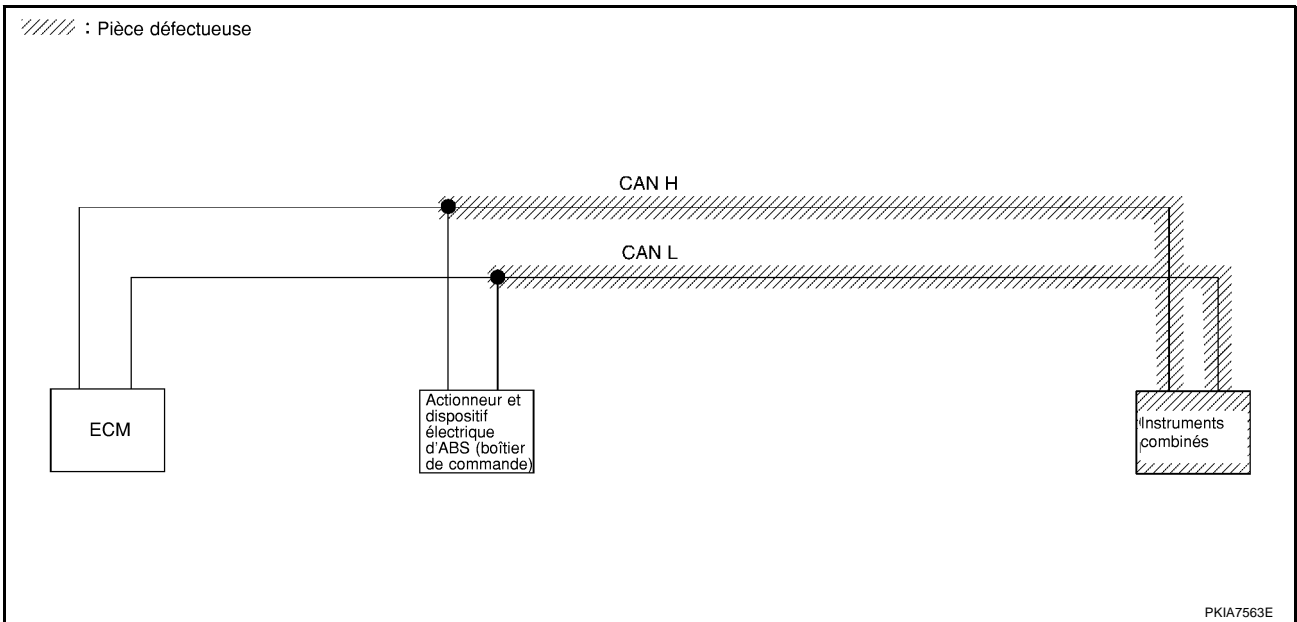 : Pièce défectueuse
CAN H
CAN L
ECM
Actionneur et
dispositif
électrique
d'ABS (boîtier
de commande)
Instruments
combinés
PKIA7563E